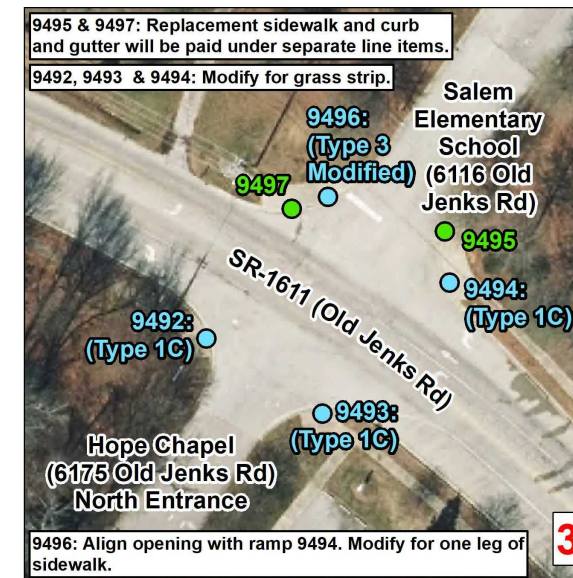 9495 & 9497: Replacement sidewalk and curb
and gutter will be paid under separate line items.
9492, 9493  & 9494: Modify for grass strip.
Salem
Elementary
School
(6116 Old
Jenks Rd)
9496:
(Type 3
Modified)
9497
9495
SR-1611 (Old Jenks Rd)
9494:
(Type 1C)
9492:
(Type 1C)
9493:
(Type 1C)
Hope Chapel
(6175 Old Jenks Rd)
North Entrance
9496: Align opening with ramp 9494. Modify for one leg of
sidewalk.
3